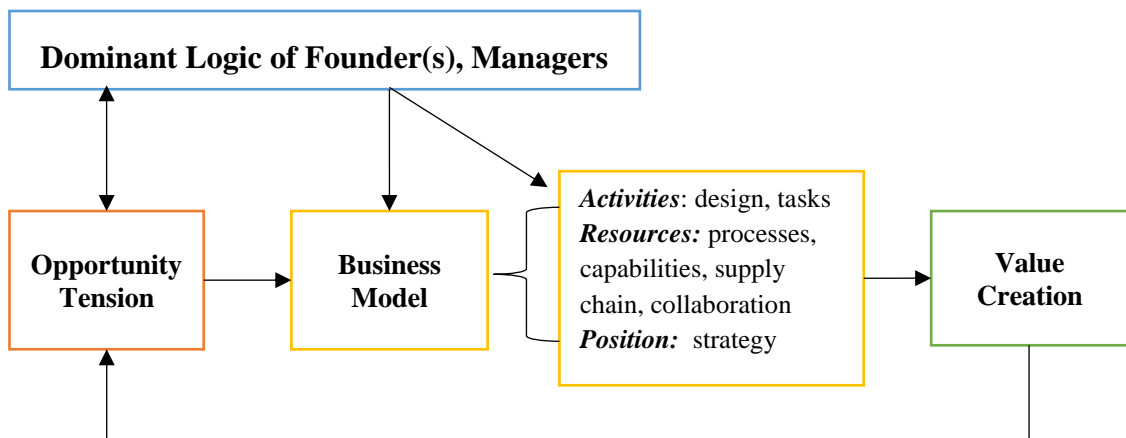 Dominant Logic of Founder(s), Managers
Opportunity
Tension
Business
Model
Activities: design, tasks
Resources: processes,
capabilities, supply
chain, collaboration
Position: strategy
Value
Creation